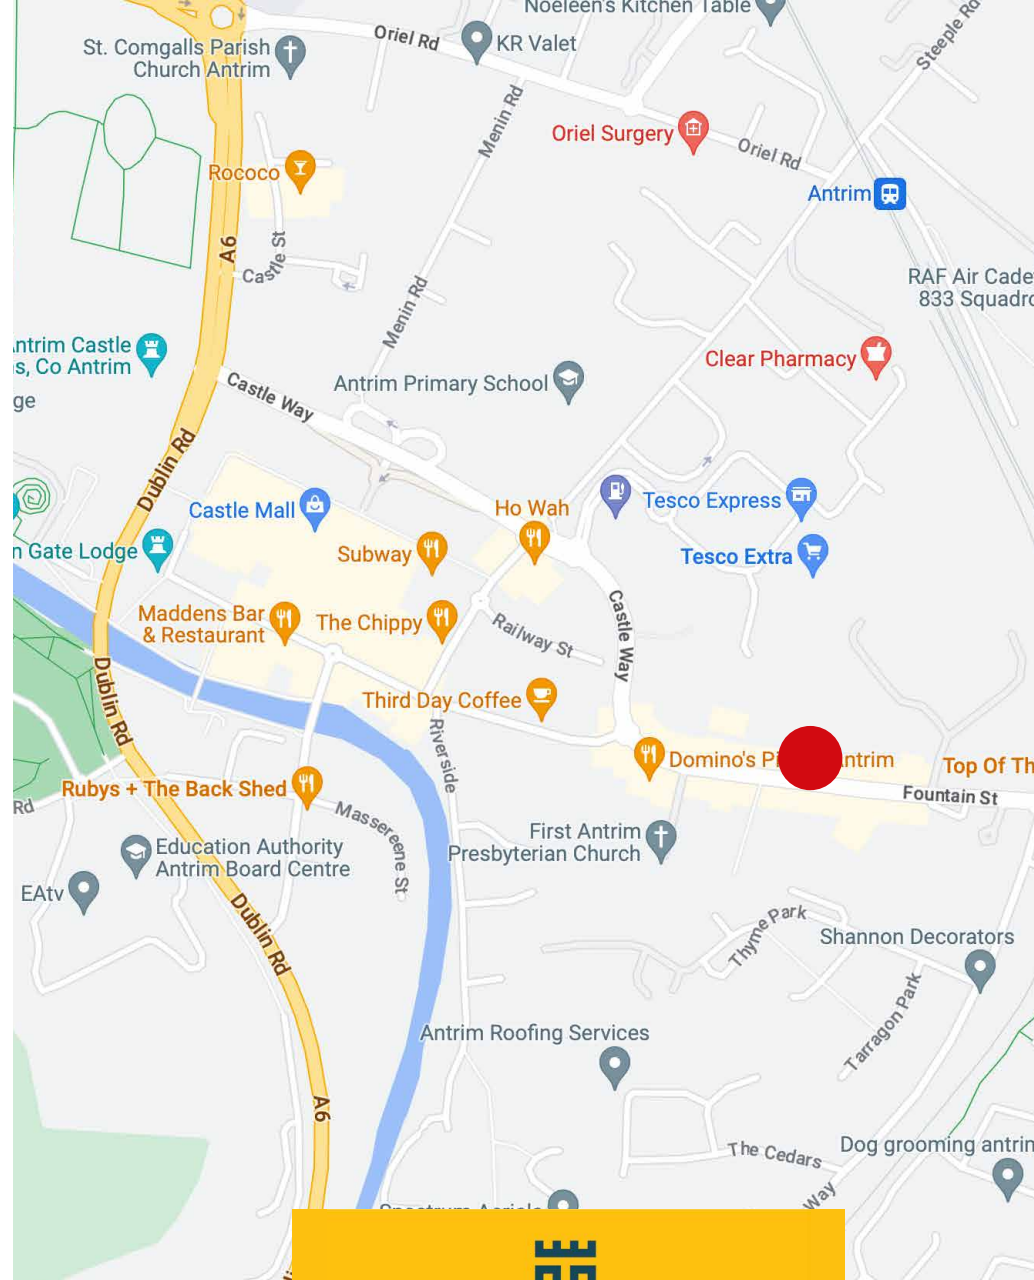 Noeleen's Kitchen Table
Oriel Rd
KR Valet
St. Comgalls Parish
Church Antrim
Steeple Rd
Menin Rd
Oriel Surgery
Oriel Rd
Rococo
Antrim
A6
Castle St
RAF Air Cade
833 Squadro
Menin Rd
ntrim Castle
s, Co Antrim
Clear Pharmacy
Antrim Primary School
ge
Castle Way
Dublin Rd
Castle Mall
Ho Wah
Tesco Express
n Gate Lodge
Subway
Tesco Extra
Maddens Bar
& Restaurant
The Chippy
Railway St
Castle Way
Dublin Rd
Third Day Coffee
Riverside
Domino's Pi
ntrim
Top Of Th
Rubys + The Back Shed
Fountain St
Rd
Massereene St
First Antrim
Presbyterian Church
Education Authority
Antrim Board Centre
EAtv
Dublin Rd
Thyme Park
Shannon Decorators
Tarragon Park
Antrim Roofing Services
A6
The Cedars
Dog grooming antrim
Way